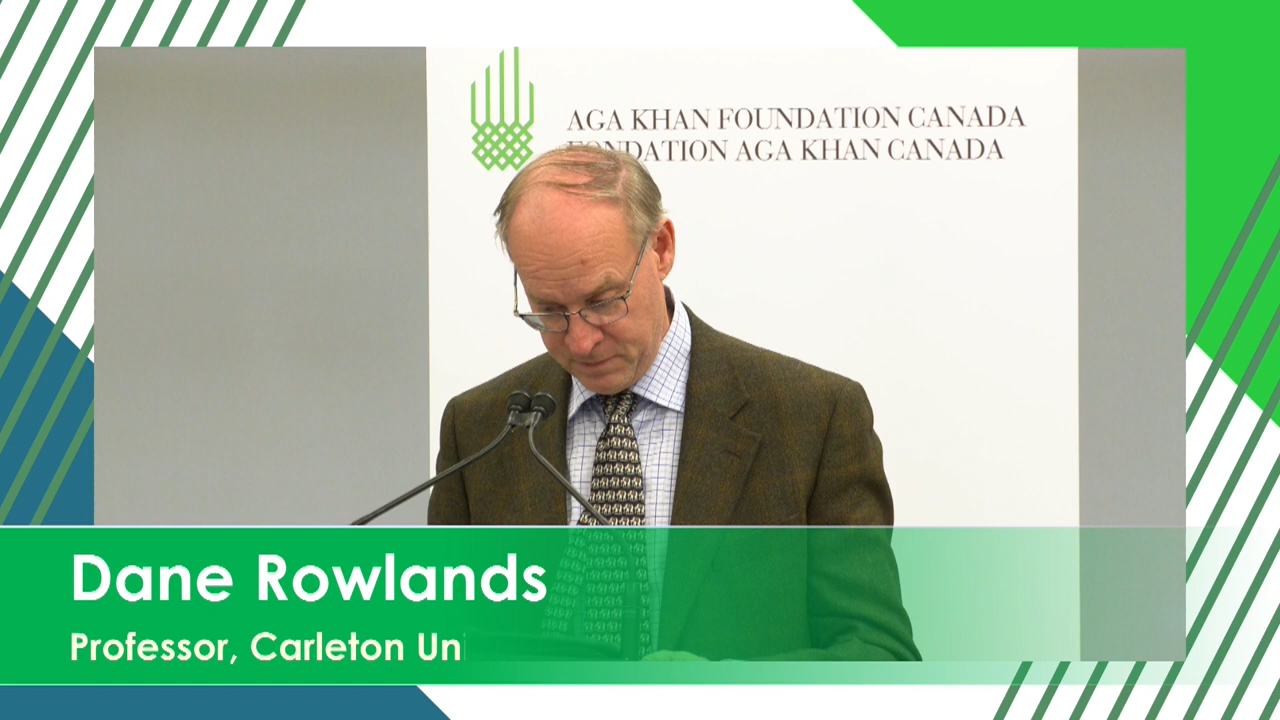 AGA KHAN FOUNDATION CANADA
FONDATION AGA KHAN CANADA
Dane Rowlands
Professor, Carleton Uni